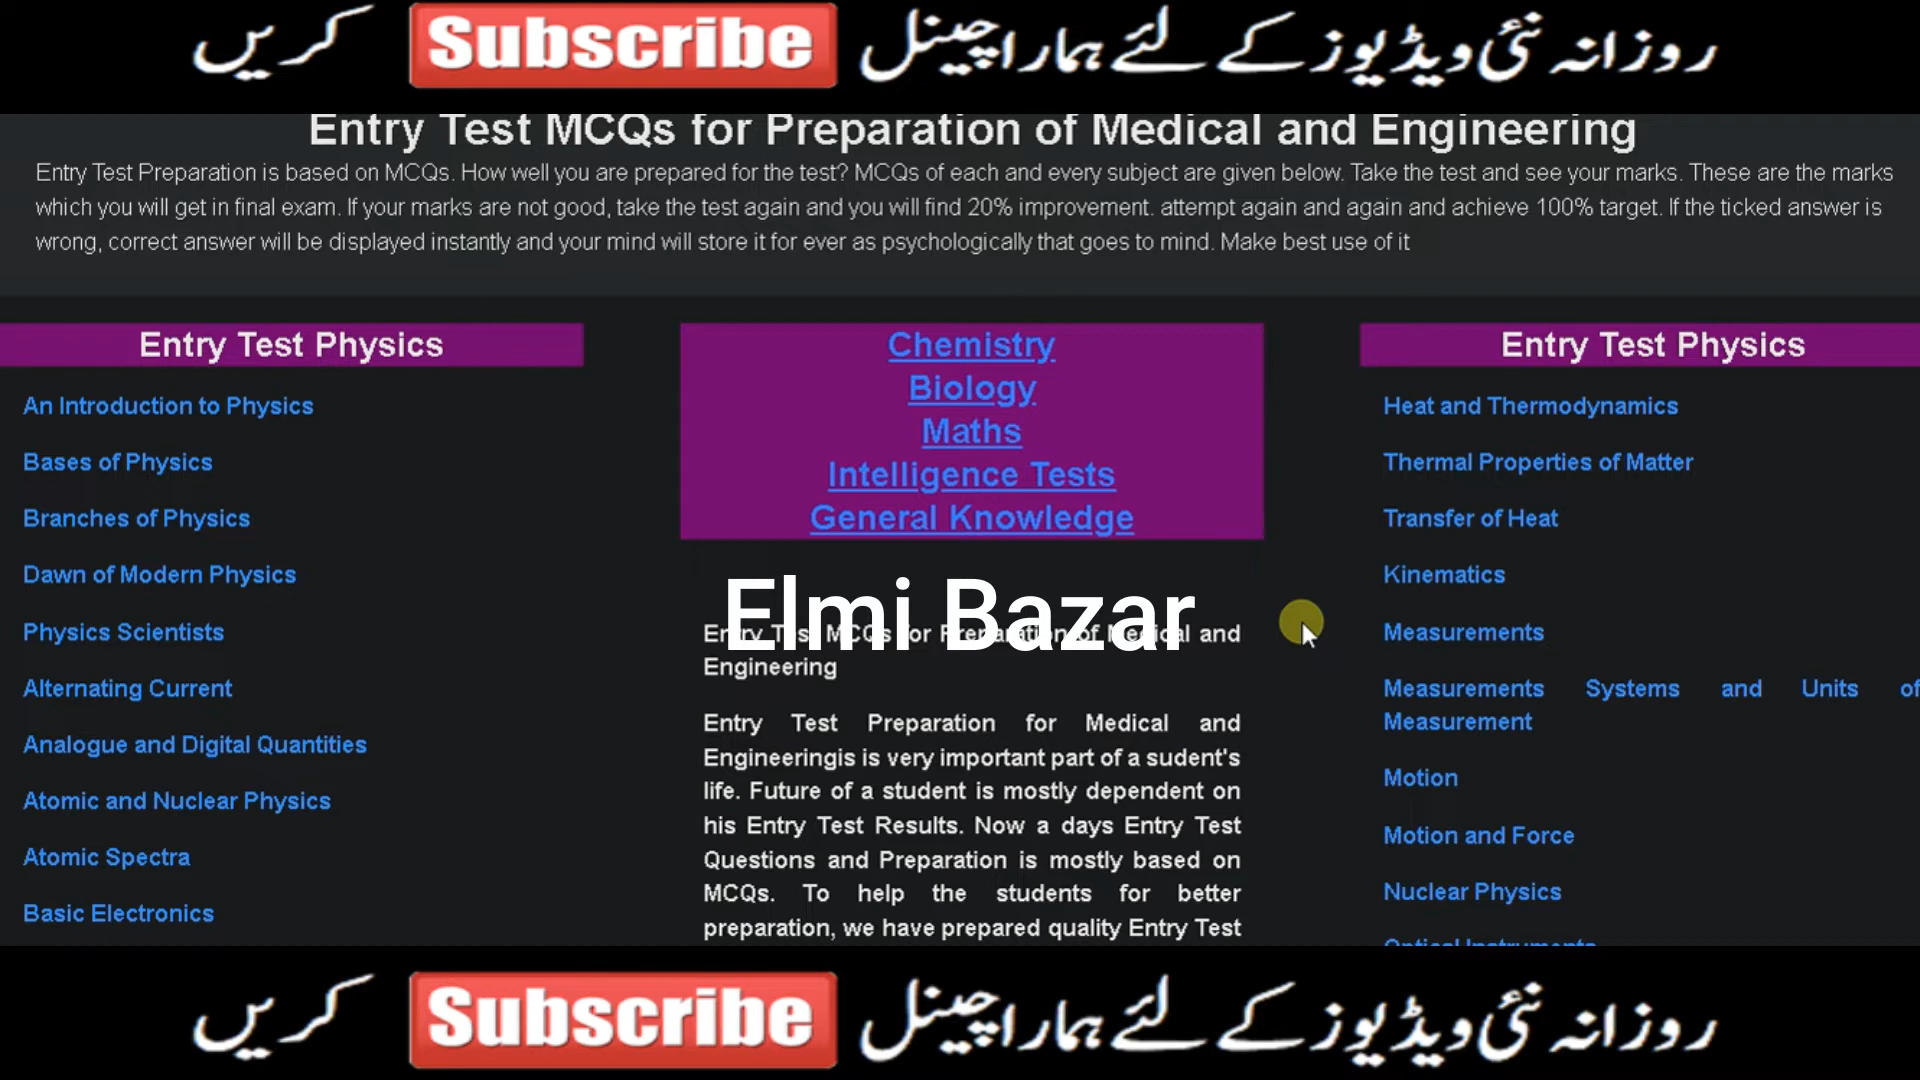 روزانہ نئی ویڈیوز کے لئے ہمارا چینل Subscribe کریں
Entry Test MCQs for Preparation of Medical and Engineering
Entry Test Preparation is based on MCQs. How well you are prepared for the test? MCQs of each and every subject are given below. Take the test and see your marks. These are the marks
which you will get in final exam. If your marks are not good, take the test again and you will find 20% improvement. attempt again and again and achieve 100% target. If the ticked answer is
wrong, correct answer will be displayed instantly and your mind will store it for ever as psychologically that goes to mind. Make best use of it
Entry Test Physics
An Introduction to Physics
Bases of Physics
Branches of Physics
Dawn of Modern Physics
Physics Scientists
Alternating Current
Analogue and Digital Quantities
Atomic and Nuclear Physics
Atomic Spectra
Basic Electronics
Chemistry
Biology
Maths
Intelligence Tests
General Knowledge
Elmi Bazar
Entry Test MCQs for Preparation of Medical and
Engineering
Entry Test Preparation for Medical and
Engineeringis is very important part of a sudent's
life. Future of a student is mostly dependent on
his Entry Test Results. Now a days Entry Test
Questions and Preparation is mostly based on
MCQs. To help the students for better
preparation, we have prepared quality Entry Test
Entry Test Physics
Heat and Thermodynamics
Thermal Properties of Matter
Transfer of Heat
Kinematics
Measurements
Measurements Systems and Units of
Measurement
Motion
Motion and Force
Nuclear Physics
Optical Instruments
روزانہ نئی ویڈیوز کے لئے ہمارا چینل Subscribe کریں